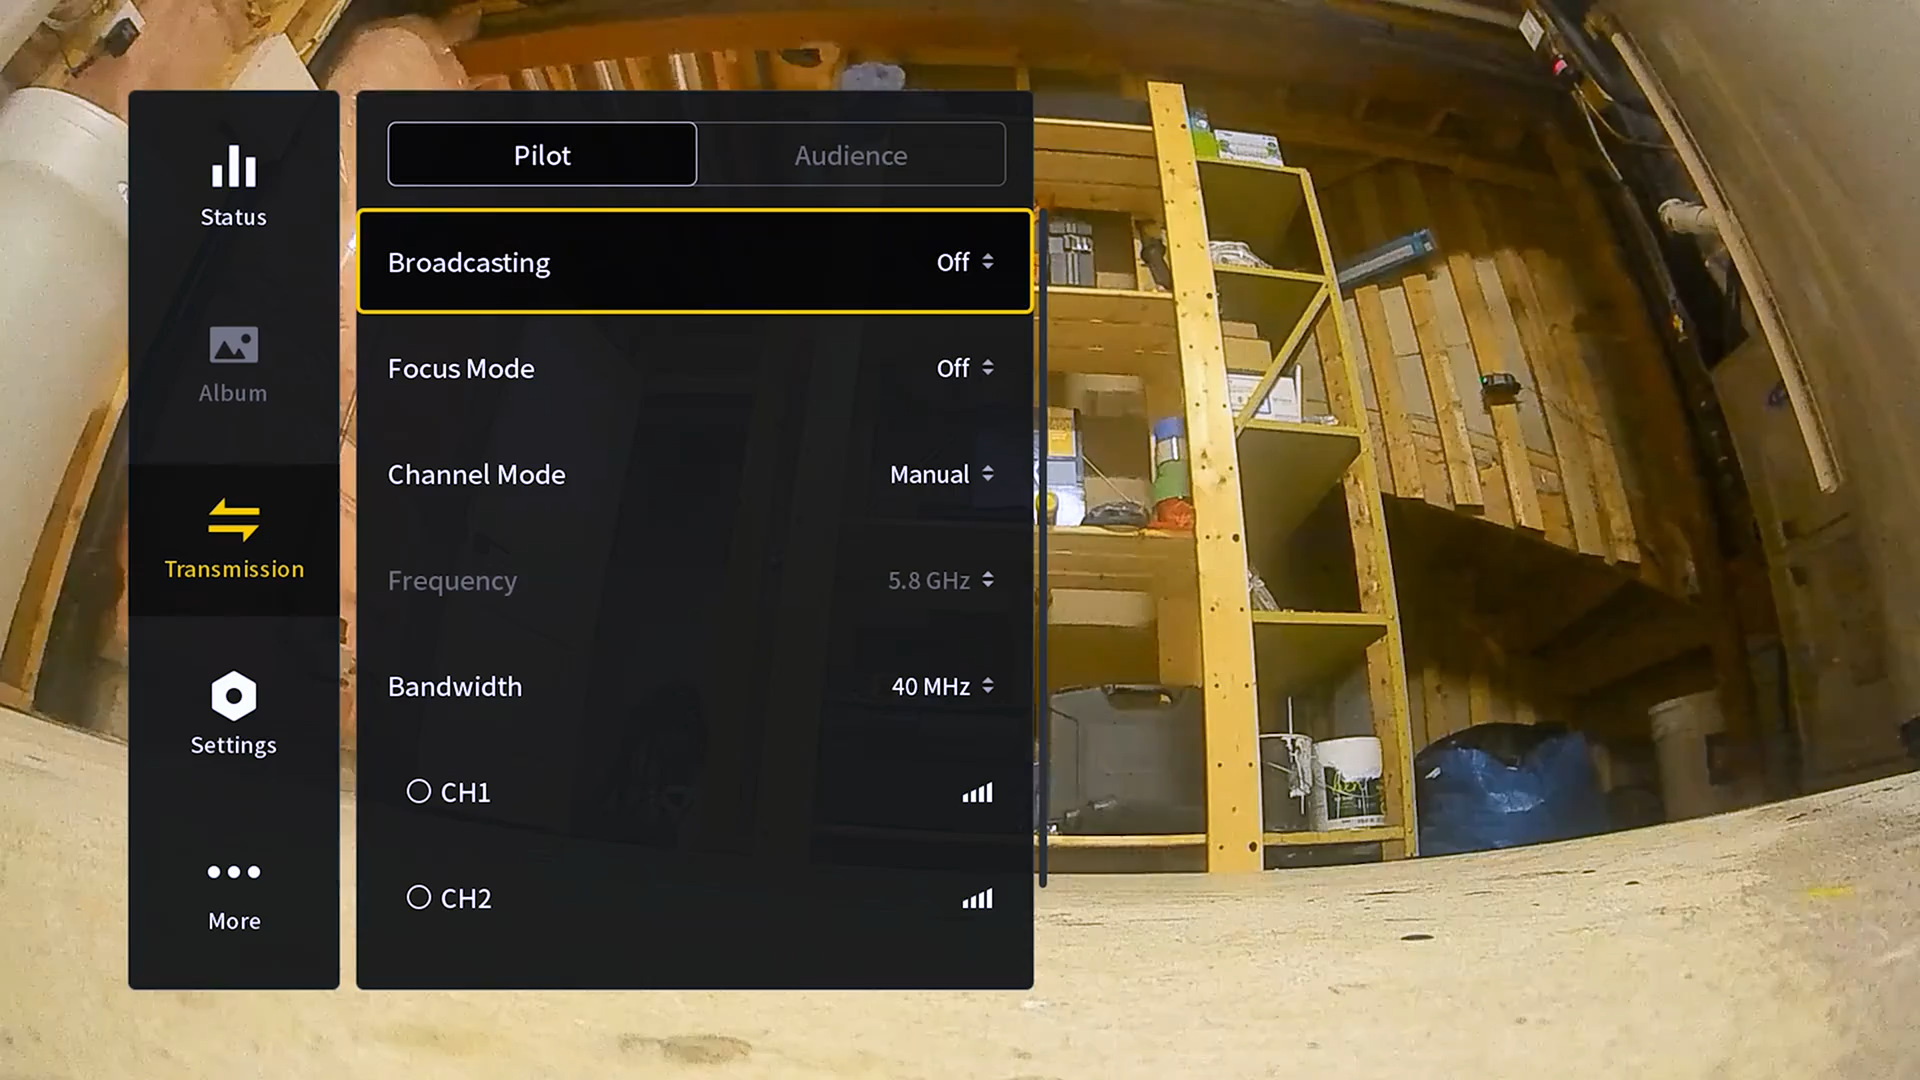 Status
Album
Transmission
Settings
More
Pilot
Audience
Broadcasting Off
Focus Mode Off
Channel Mode Manual
Frequency 5.8 GHz
Bandwidth 40 MHz
CH1
CH2